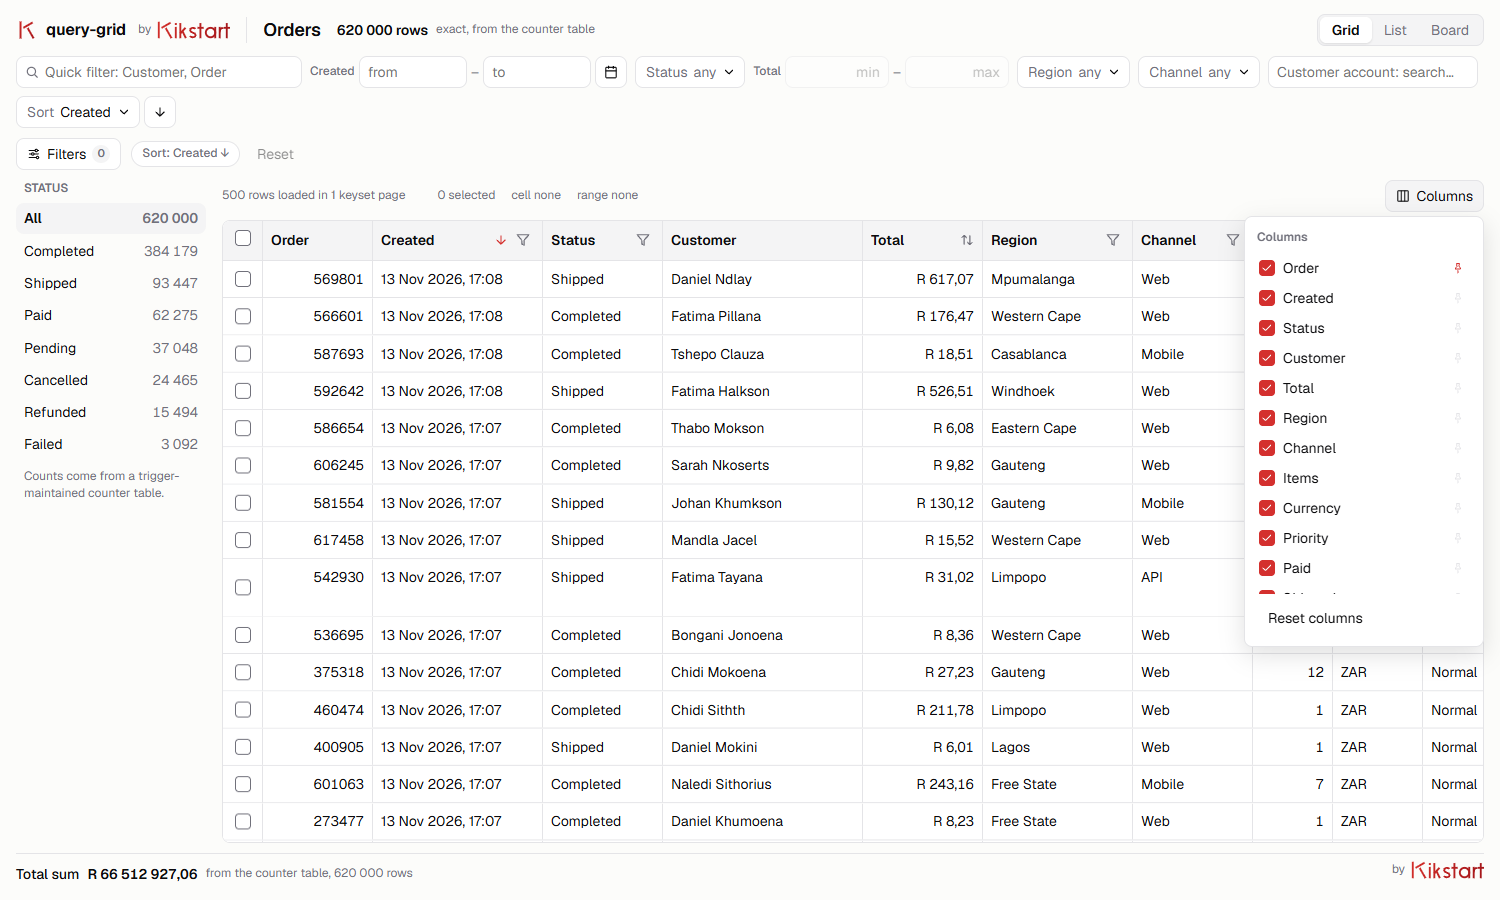 query-grid by Kikstart Orders 620 000 rows exact, from the counter table Grid List Board
Quick filter: Customer, Order Created from – to Status any Total min – max Region any Channel any Customer account: search...
Sort Created
Filters 0 Sort: Created ↓ Reset
STATUS
All 620 000
Completed 384 179
Shipped 93 447
Paid 62 275
Pending 37 048
Cancelled 24 465
Refunded 15 494
Failed 3 092
Counts come from a trigger-
maintained counter table.
500 rows loaded in 1 keyset page 0 selected cell none range none Columns
Order Created Status Customer Total Region Channel
569801 13 Nov 2026, 17:08 Shipped Daniel Ndlay R 617,07 Mpumalanga Web
566601 13 Nov 2026, 17:08 Completed Fatima Pillana R 176,47 Western Cape Web
587693 13 Nov 2026, 17:08 Completed Tshepo Clauza R 18,51 Casablanca Mobile
592642 13 Nov 2026, 17:08 Shipped Fatima Halkson R 526,51 Windhoek Web
586654 13 Nov 2026, 17:07 Completed Thabo Mokson R 6,08 Eastern Cape Web
606245 13 Nov 2026, 17:07 Completed Sarah Nkoserts R 9,82 Gauteng Web
581554 13 Nov 2026, 17:07 Shipped Johan Khumkson R 130,12 Gauteng Mobile
617458 13 Nov 2026, 17:07 Shipped Mandla Jacel R 15,52 Western Cape Web
542930 13 Nov 2026, 17:07 Shipped Fatima Tayana R 31,02 Limpopo API
536695 13 Nov 2026, 17:07 Completed Bongani Jonoena R 8,36 Western Cape Web
375318 13 Nov 2026, 17:07 Completed Chidi Mokoena R 27,23 Gauteng Web 12 ZAR Normal
460474 13 Nov 2026, 17:07 Completed Chidi Sithth R 211,78 Limpopo Web 1 ZAR Normal
400905 13 Nov 2026, 17:07 Shipped Daniel Mokini R 6,01 Lagos Web 1 ZAR Normal
601063 13 Nov 2026, 17:07 Completed Naledi Sithorius R 243,16 Free State Mobile 7 ZAR Normal
273477 13 Nov 2026, 17:07 Completed Daniel Khumoena R 8,23 Free State Web 1 ZAR Normal
Columns
Order
Created
Status
Customer
Total
Region
Channel
Items
Currency
Priority
Paid
Reset columns
Total sum R 66 512 927,06 from the counter table, 620 000 rows by Kikstart